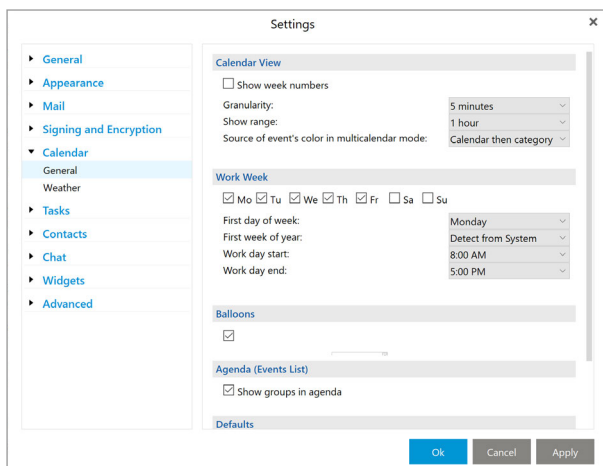 Settings
General
Appearance
Mail
Signing and Encryption
Calendar
General
Weather
Tasks
Contacts
Chat
Widgets
Advanced
Calendar View
Show week numbers
Granularity: 5 minutes
Show range: 1 hour
Source of event's color in multicalendar mode: Calendar then category
Work Week
Mo Tu We Th Fr Sa Su
First day of week: Monday
First week of year: Detect from System
Work day start: 8:00 AM
Work day end: 5:00 PM
Balloons
Agenda (Events List)
Show groups in agenda
Defaults
Ok Cancel Apply